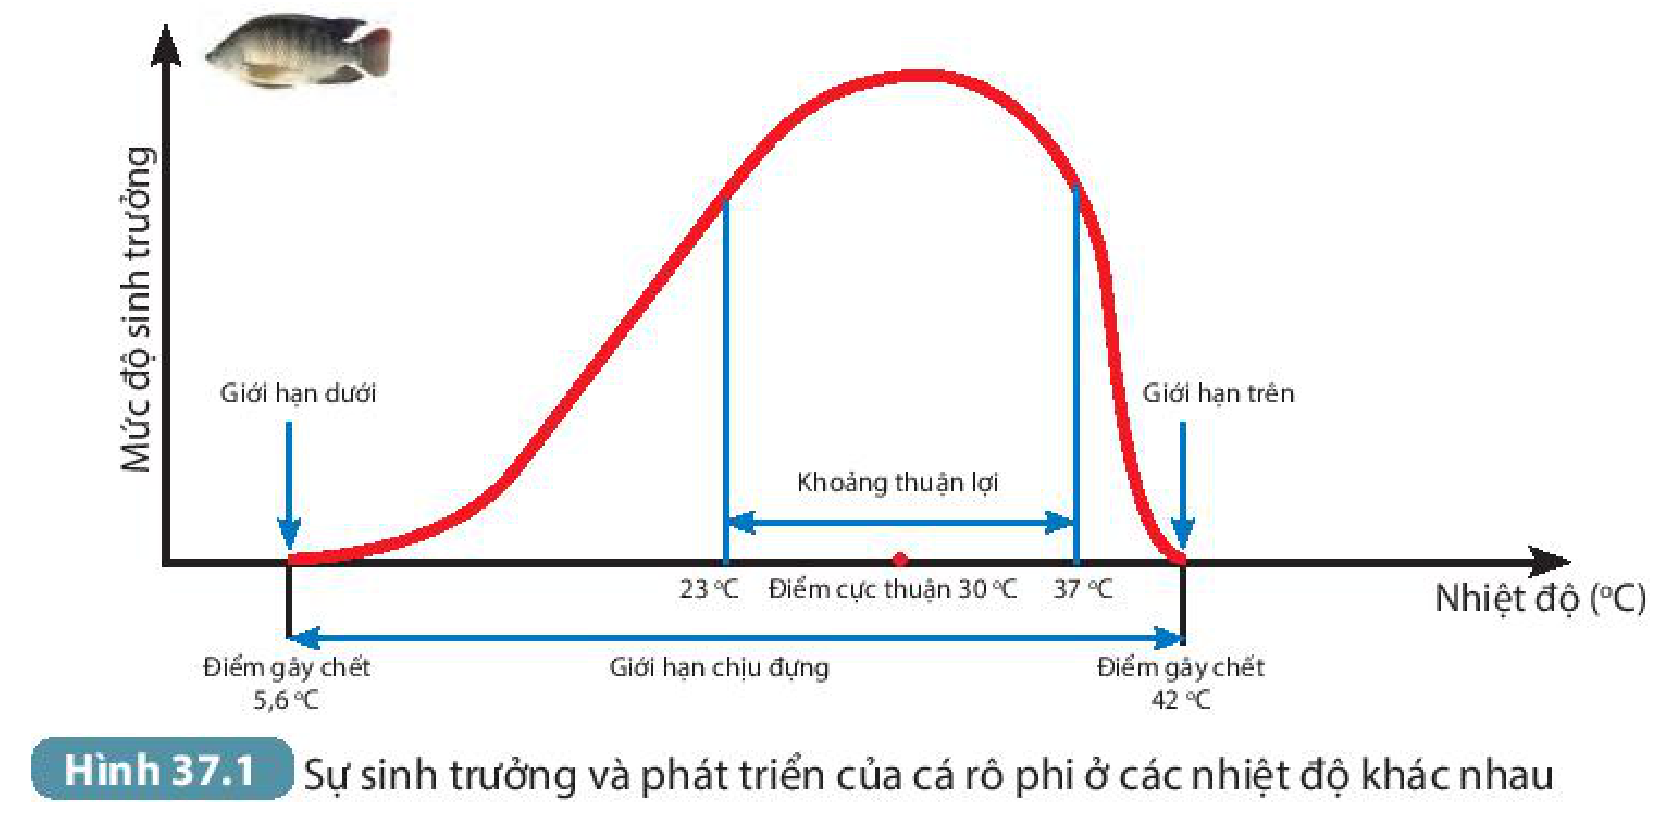 Mức độ sinh trưởng
Giới hạn dưới
Giới hạn trên
Khoảng thuận lợi
23 °C Điểm cực thuận 30 °C 37 °C
Nhiệt độ (°C)
Điểm gây chết
5,6 °C
Giới hạn chịu đựng
Điểm gây chết
42 °C
Hình 37.1 Sự sinh trưởng và phát triển của cá rô phi ở các nhiệt độ khác nhau